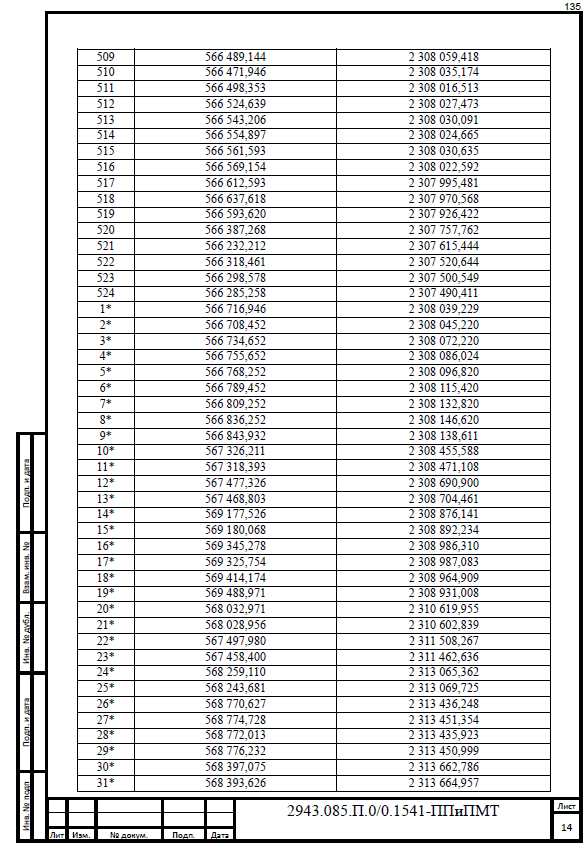 135
509 566 489,144 2 308 059,418
510 566 471,946 2 308 035,174
511 566 498,353 2 308 016,513
512 566 524,639 2 308 027,473
513 566 543,206 2 308 030,091
514 566 554,897 2 308 024,665
515 566 561,593 2 308 030,635
516 566 569,154 2 308 022,592
517 566 612,593 2 307 995,481
518 566 637,618 2 307 970,568
519 566 593,620 2 307 926,422
520 566 387,268 2 307 757,762
521 566 232,212 2 307 615,444
522 566 318,461 2 307 520,644
523 566 298,578 2 307 500,549
524 566 285,258 2 307 490,411
1* 566 716,946 2 308 039,229
2* 566 708,452 2 308 045,220
3* 566 734,652 2 308 072,220
4* 566 755,652 2 308 086,024
5* 566 768,252 2 308 096,820
6* 566 789,452 2 308 115,420
7* 566 809,252 2 308 132,820
8* 566 836,252 2 308 146,620
9* 566 843,932 2 308 138,611
10* 567 326,211 2 308 455,588
11* 567 318,393 2 308 471,108
12* 567 477,326 2 308 690,900
13* 567 468,803 2 308 704,461
14* 569 177,526 2 308 876,141
15* 569 180,068 2 308 892,234
16* 569 345,278 2 308 986,310
17* 569 325,754 2 308 987,083
18* 569 414,174 2 308 964,909
19* 569 488,971 2 308 931,008
20* 568 032,971 2 310 619,955
21* 568 028,956 2 310 602,839
22* 567 497,980 2 311 508,267
23* 567 458,400 2 311 462,636
24* 568 259,110 2 313 065,362
25* 568 243,681 2 313 069,725
26* 568 770,627 2 313 436,248
27* 568 774,728 2 313 451,354
28* 568 772,013 2 313 435,923
29* 568 776,232 2 313 450,999
30* 568 397,075 2 313 662,786
31* 568 393,626 2 313 664,957
Подп. и дата
Взам. инв. №
Инв. № дубл.
Подп. и дата
Инв. № подп
Лит Изм. № докум. Подп. Дата
2943.085.П.0/0.1541-ППиПМТ
Лист
14